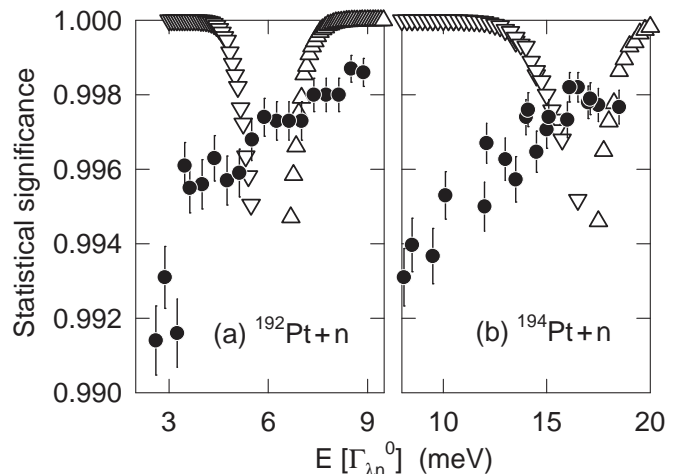 Statistical significance
1.000
0.998
0.996
0.994
0.992
0.990
(a) ¹⁹²Pt+n
(b) ¹⁹⁴Pt+n
3 6 9 10 15 20
E [Γλn⁰] (meV)